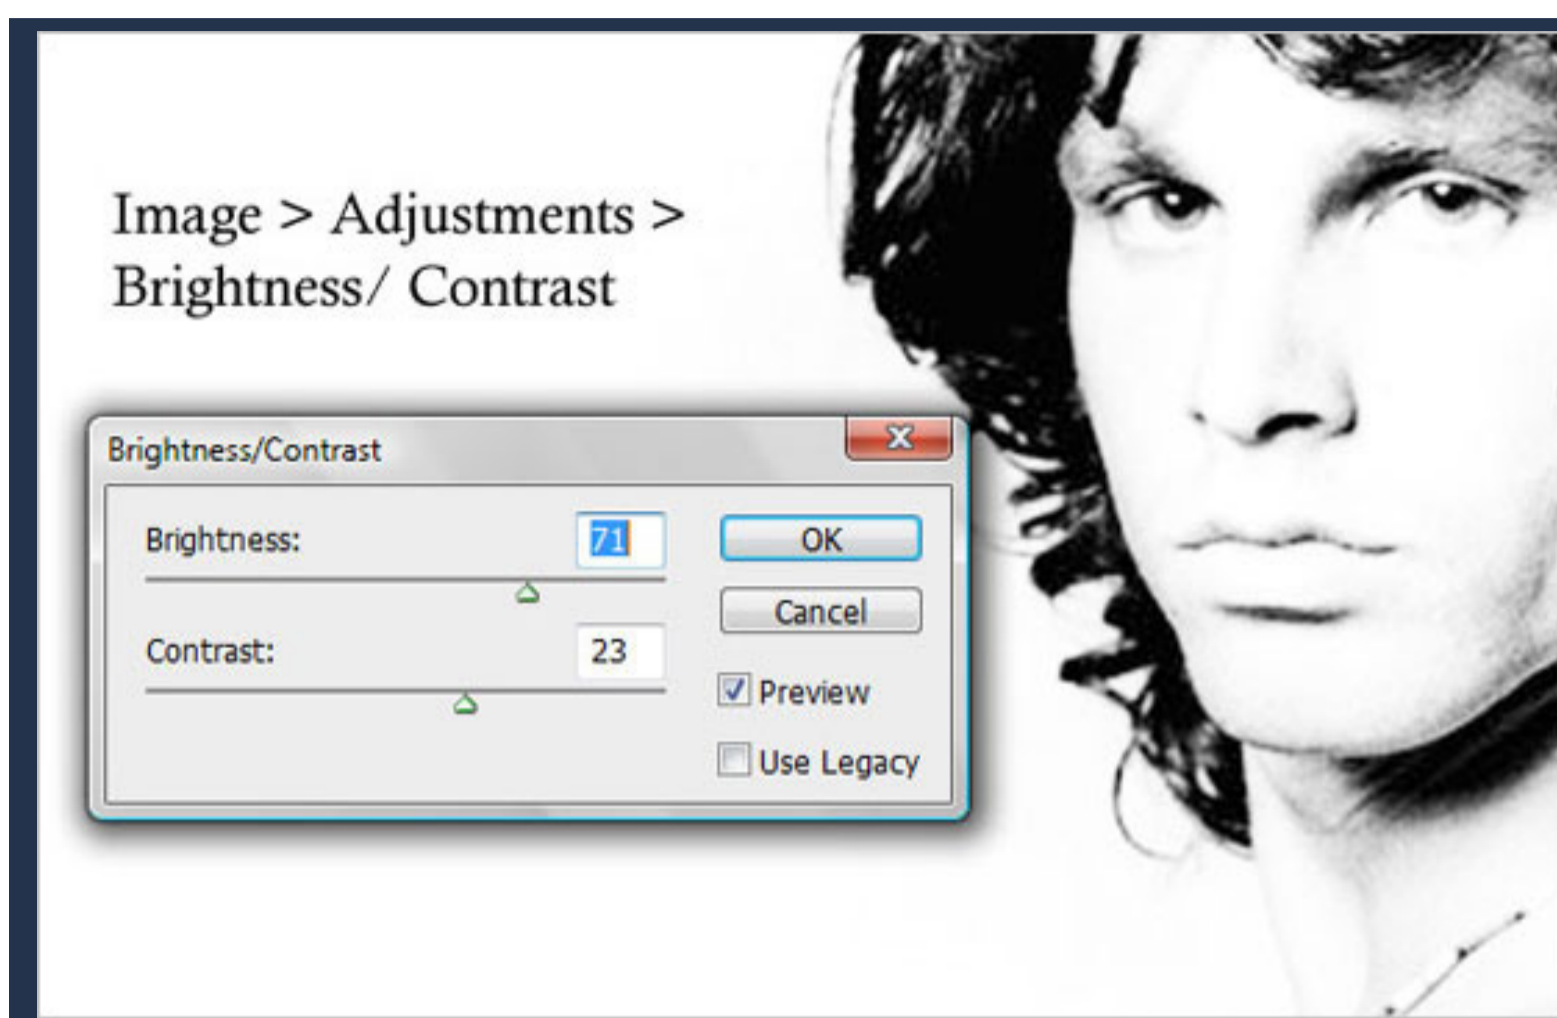 Image > Adjustments >
Brightness/ Contrast
Brightness/Contrast
Brightness: 71
OK
Cancel
Contrast: 23
Preview
Use Legacy